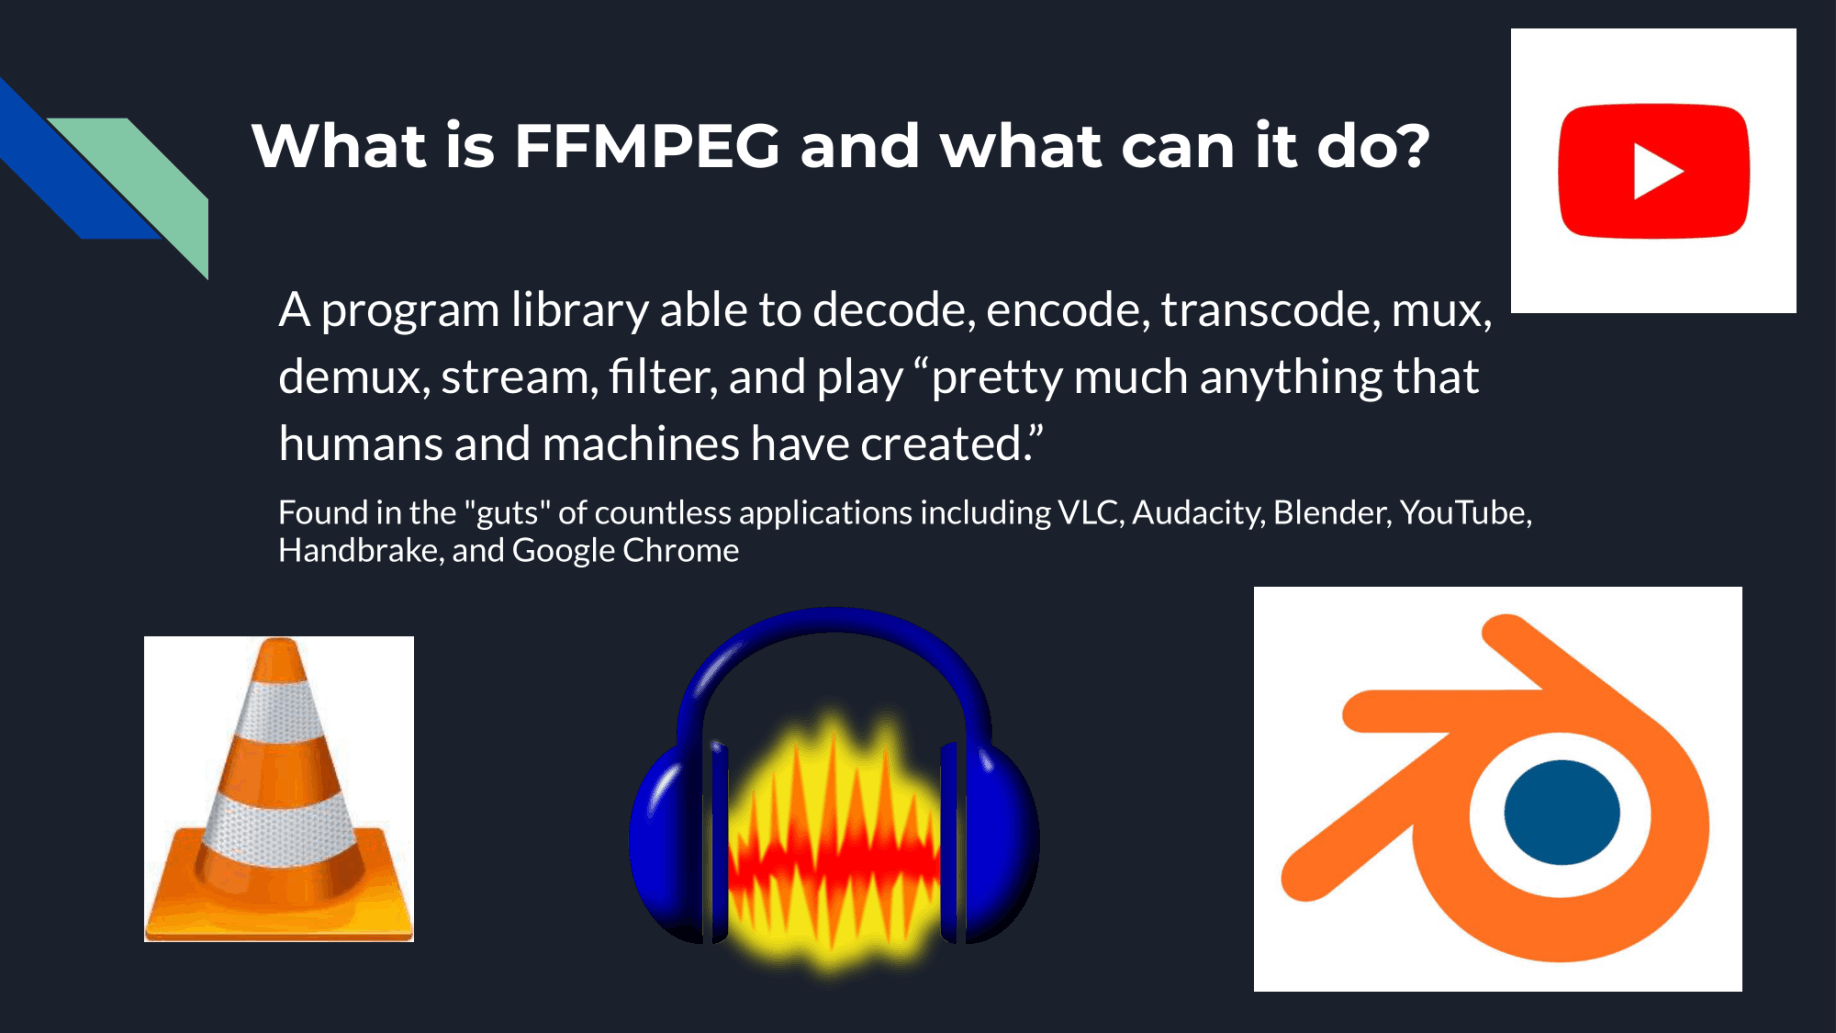 What is FFMPEG and what can it do?
A program library able to decode, encode, transcode, mux,
demux, stream, filter, and play “pretty much anything that
humans and machines have created.”
Found in the "guts" of countless applications including VLC, Audacity, Blender, YouTube,
Handbrake, and Google Chrome